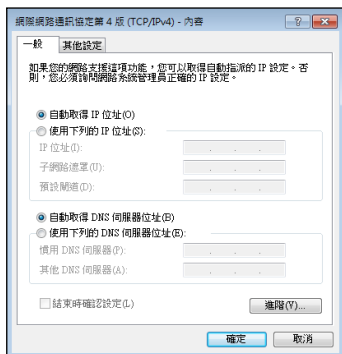 網際網路通訊協定第 4 版 (TCP/IPv4) - 內容
一般 其他設定
如果您的網路支援這項功能，您可以取得自動指派的 IP 設定。否
則，您必須詢問網路系統管理員正確的 IP 設定。
自動取得 IP 位址(O)
使用下列的 IP 位址(S):
IP 位址(I):
子網路遮罩(U):
預設閘道(D):
自動取得 DNS 伺服器位址(B)
使用下列的 DNS 伺服器位址(E):
慣用 DNS 伺服器(P):
其他 DNS 伺服器(A):
結束時確認設定(L)
進階(V)...
確定 取消